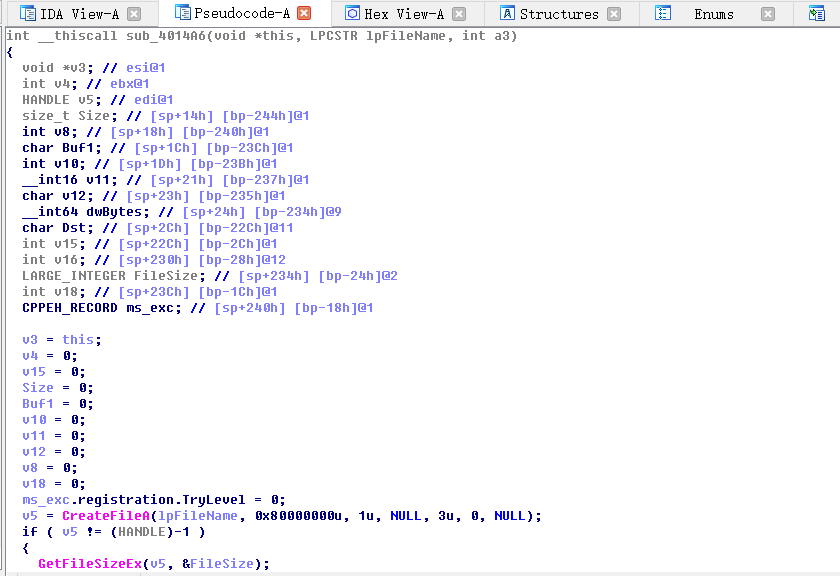 IDA View-A Pseudocode-A Hex View-A Structures Enums
int __thiscall sub_4014A6(void *this, LPCSTR lpFileName, int a3)
{
void *v3; // esi@1
int v4; // ebx@1
HANDLE v5; // edi@1
size_t Size; // [sp+14h] [bp-244h]@1
int v8; // [sp+18h] [bp-240h]@1
char Buf1; // [sp+1Ch] [bp-23Ch]@1
int v10; // [sp+1Dh] [bp-23Bh]@1
__int16 v11; // [sp+21h] [bp-237h]@1
char v12; // [sp+23h] [bp-235h]@1
__int64 dwBytes; // [sp+24h] [bp-234h]@9
char Dst; // [sp+2Ch] [bp-22Ch]@11
int v15; // [sp+22Ch] [bp-2Ch]@1
int v16; // [sp+230h] [bp-28h]@12
LARGE_INTEGER FileSize; // [sp+234h] [bp-24h]@2
int v18; // [sp+23Ch] [bp-1Ch]@1
CPPEH_RECORD ms_exc; // [sp+240h] [bp-18h]@1
v3 = this;
v4 = 0;
v15 = 0;
Size = 0;
Buf1 = 0;
v10 = 0;
v11 = 0;
v12 = 0;
v8 = 0;
v18 = 0;
ms_exc.registration.TryLevel = 0;
v5 = CreateFileA(lpFileName, 0x80000000u, 1u, NULL, 3u, 0, NULL);
if ( v5 != (HANDLE)-1 )
{
GetFileSizeEx(v5, &FileSize);